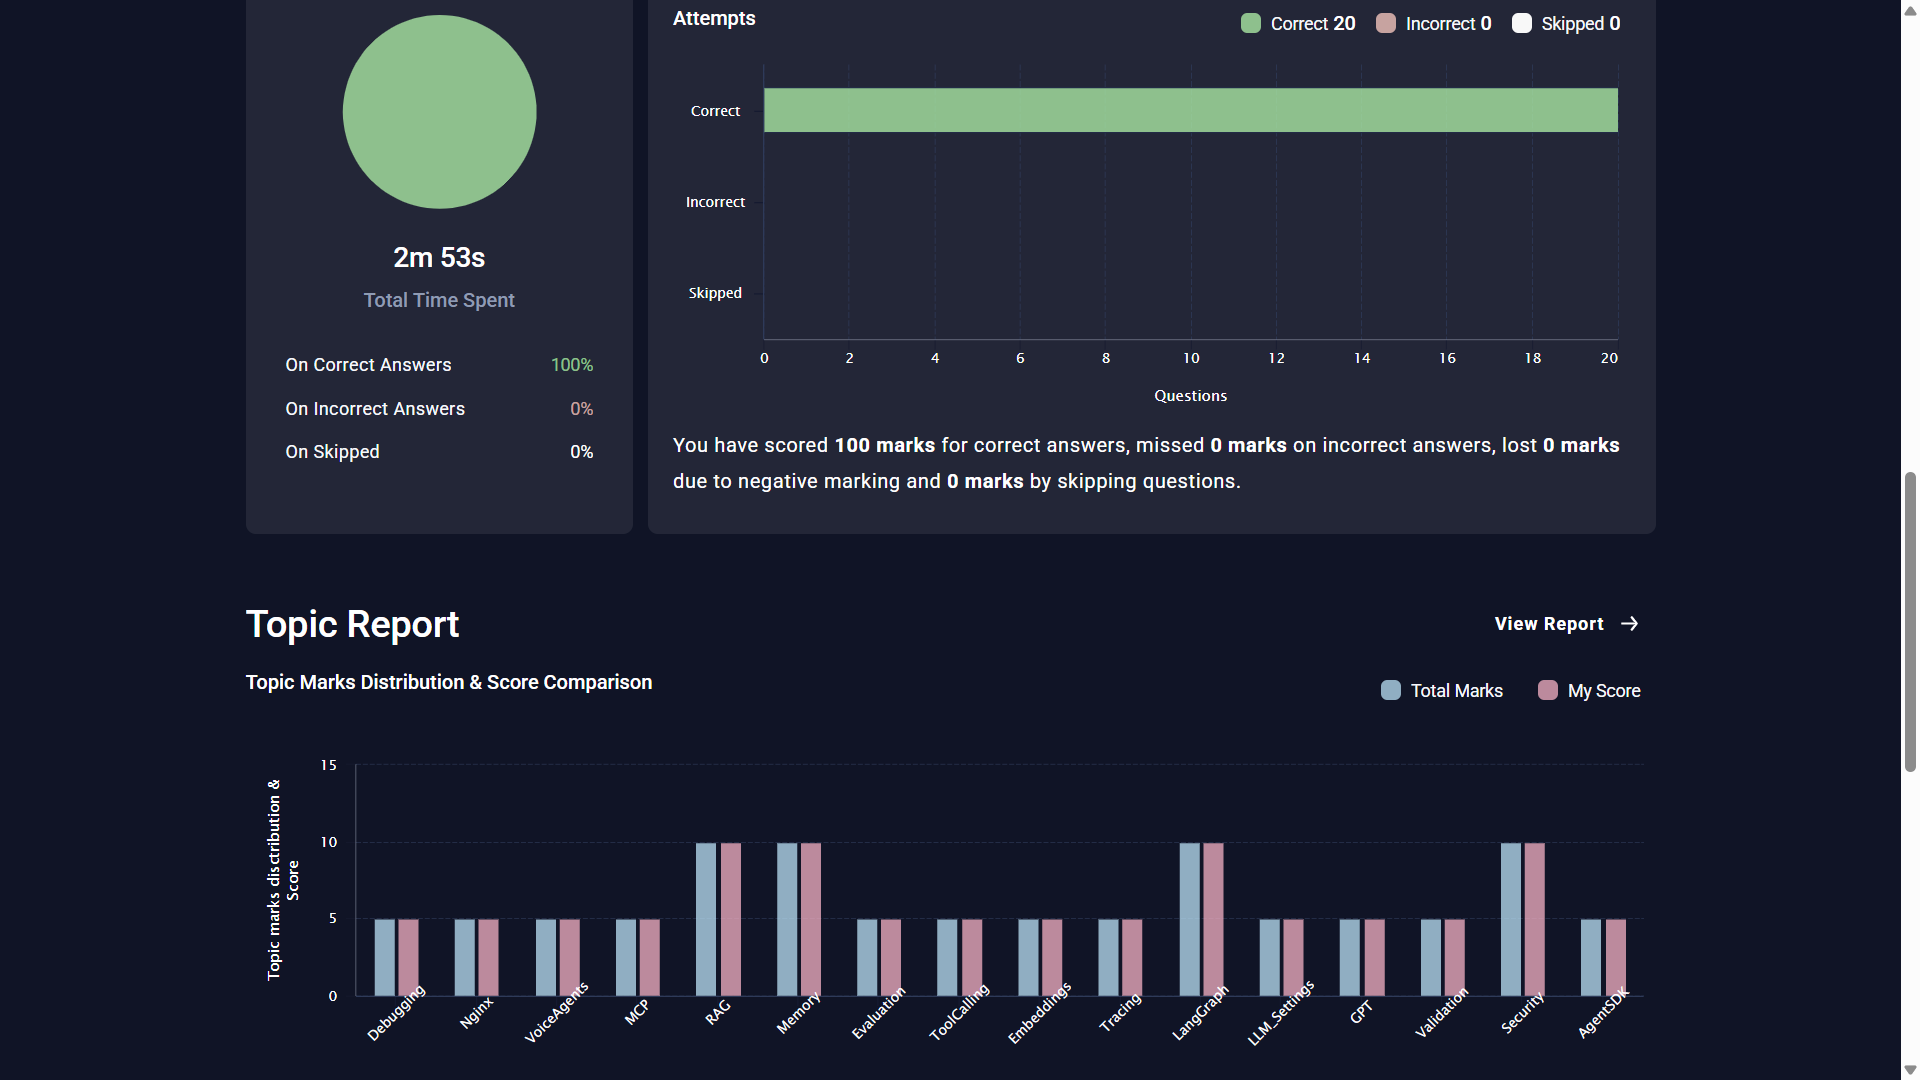 Attempts
Correct 20 Incorrect 0 Skipped 0
Correct
Incorrect
Skipped
0 2 4 6 8 10 12 14 16 18 20
Questions
You have scored 100 marks for correct answers, missed 0 marks on incorrect answers, lost 0 marks
due to negative marking and 0 marks by skipping questions.
2m 53s
Total Time Spent
On Correct Answers 100%
On Incorrect Answers 0%
On Skipped 0%
Topic Report
View Report →
Topic Marks Distribution & Score Comparison
Total Marks My Score
Topic marks disctribution &
Score
15
10
5
0
Debugging Nginx VoiceAgents MCP RAG Memory Evaluation ToolCalling Embeddings Tracing LangGraph LLM_Settings GPT Validation Security AgentSDK